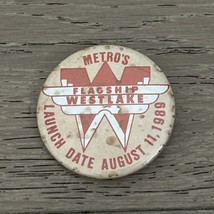 METRO'S
FLAGSHIP
WESTLAKE
LAUNCH DATE AUGUST 11, 1989